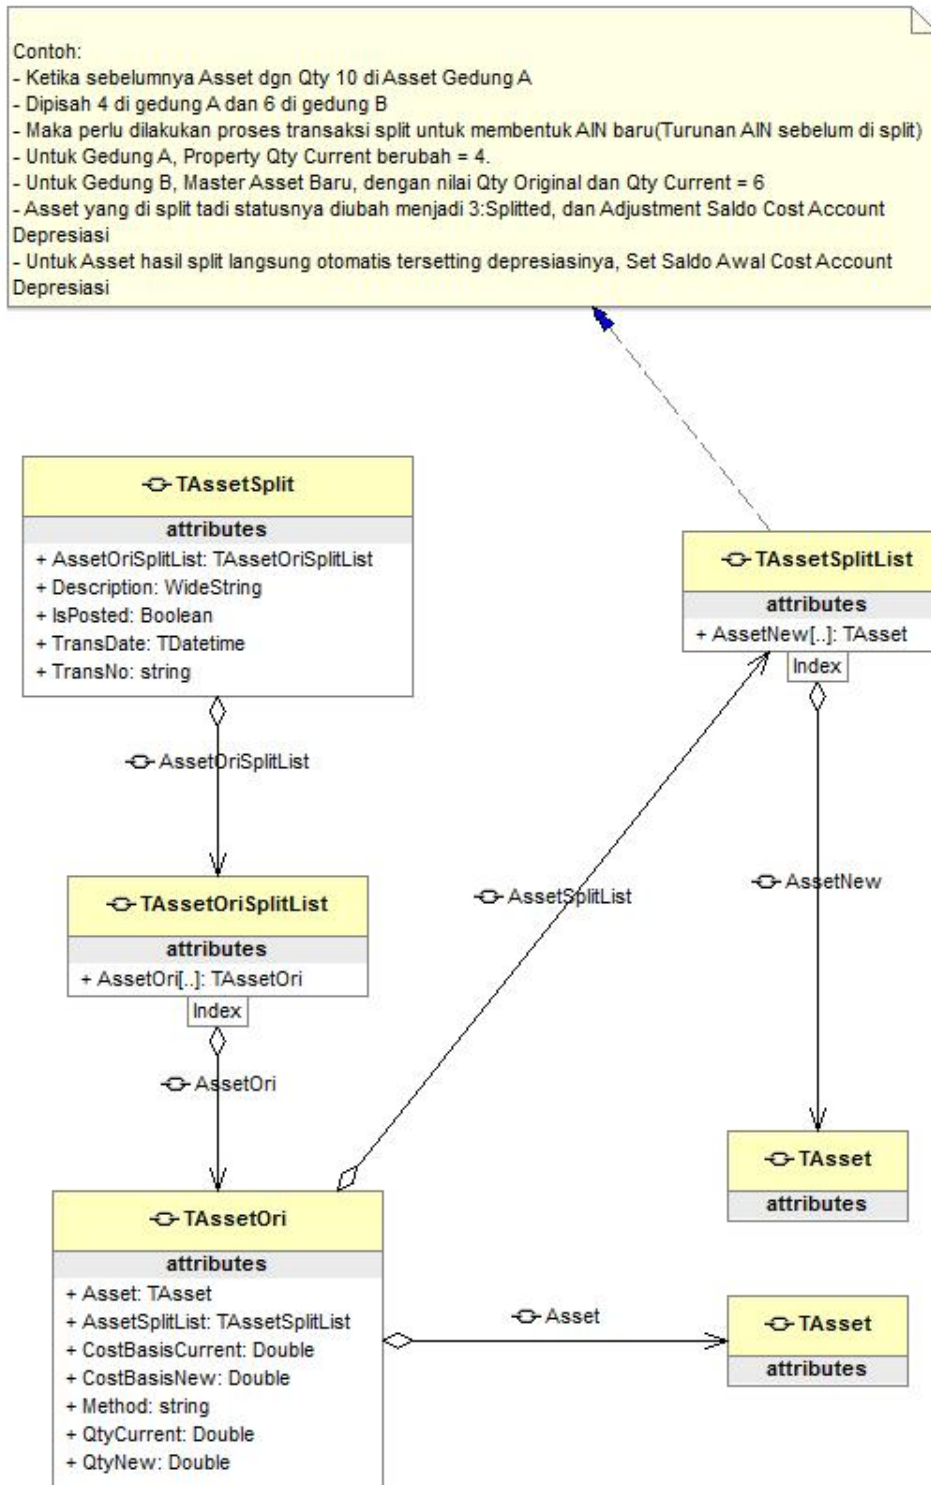 Contoh:
- Ketika sebelumnya Asset dgn Qty 10 di Asset Gedung A
- Dipisah 4 di gedung A dan 6 di gedung B
- Maka perlu dilakukan proses transaksi split untuk membentuk AIN baru(Turunan AIN sebelum di split)
- Untuk Gedung A, Property Qty Current berubah = 4.
- Untuk Gedung B, Master Asset Baru, dengan nilai Qty Original dan Qty Current = 6
- Asset yang di split tadi statusnya diubah menjadi 3:Splitted, dan Adjustment Saldo Cost Account
Depresiasi
- Untuk Asset hasil split langsung otomatis tersetting depresiasinya, Set Saldo Awal Cost Account
Depresiasi
TAssetSplit
attributes
+ AssetOriSplitList: TAssetOriSplitList
+ Description: WideString
+ IsPosted: Boolean
+ TransDate: TDatetime
+ TransNo: string
TAssetSplitList
attributes
+ AssetNew[..]: TAsset
Index
AssetOriSplitList
TAssetOriSplitList
attributes
+ AssetOri[..]: TAssetOri
Index
AssetSplitList
AssetNew
AssetOri
TAsset
attributes
TAssetOri
attributes
+ Asset: TAsset
+ AssetSplitList: TAssetSplitList
+ CostBasisCurrent: Double
+ CostBasisNew: Double
+ Method: string
+ QtyCurrent: Double
+ QtyNew: Double
Asset
TAsset
attributes